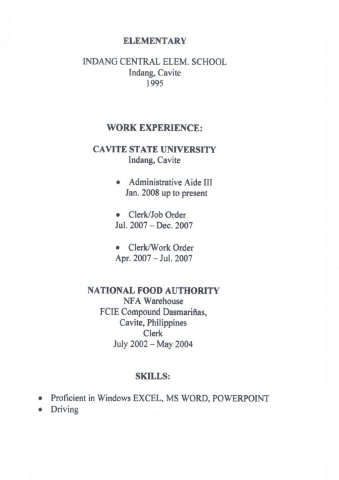 ELEMENTARY
INDANG CENTRAL ELEM. SCHOOL
Indang, Cavite
1995
WORK EXPERIENCE:
CAVITE STATE UNIVERSITY
Indang, Cavite
• Administrative Aide III
Jan. 2008 up to present
• Clerk/Job Order
Jul. 2007 – Dec. 2007
• Clerk/Work Order
Apr. 2007 – Jul. 2007
NATIONAL FOOD AUTHORITY
NFA Warehouse
FCIE Compound Dasmariñas,
Cavite, Philippines
Clerk
July 2002 – May 2004
SKILLS:
• Proficient in Windows EXCEL, MS WORD, POWERPOINT
• Driving